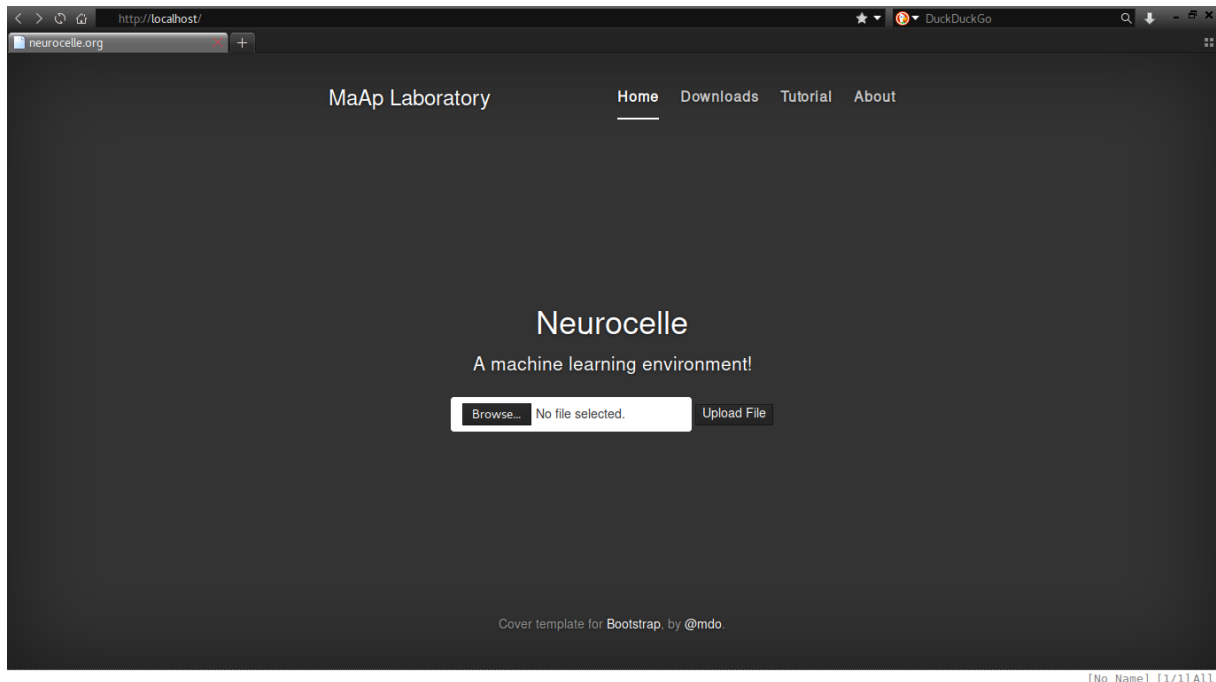 http://localhost/
DuckDuckGo
neurocelle.org
MaAp Laboratory
Home Downloads Tutorial About
Neurocelle
A machine learning environment!
Browse... No file selected. Upload File
Cover template for Bootstrap, by @mdo.
[No Name] [1/1] All